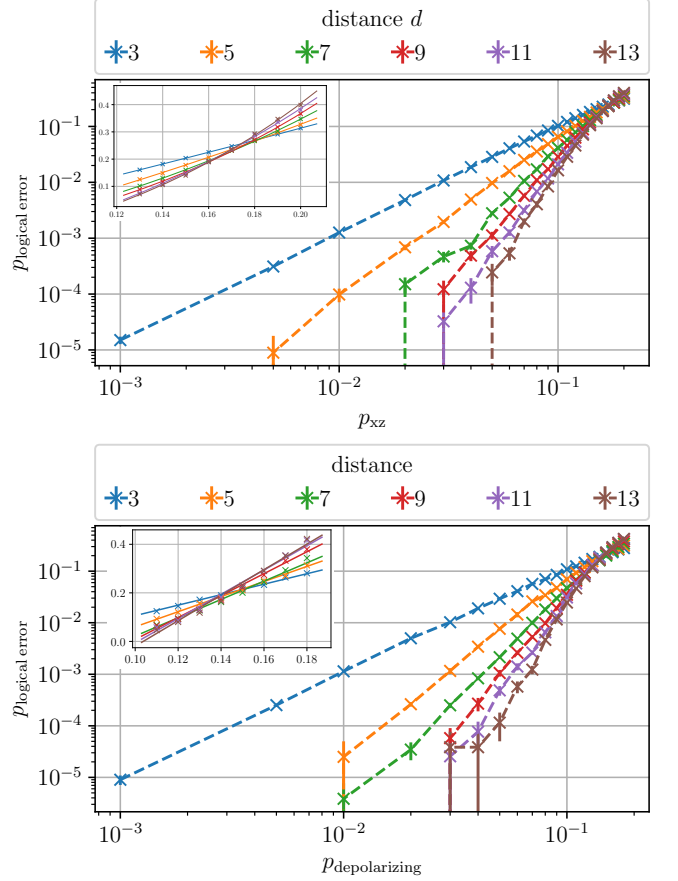 distance d
3 5 7 9 11 13
0.4
0.3
0.2
0.1
0.12 0.14 0.16 0.18 0.20
10⁻¹
10⁻²
10⁻³
10⁻⁴
10⁻⁵
p_logical error
10⁻³ 10⁻² 10⁻¹
p_xz
distance
3 5 7 9 11 13
0.4
0.2
0.0
0.10 0.12 0.14 0.16 0.18
10⁻¹
10⁻²
10⁻³
10⁻⁴
10⁻⁵
p_logical error
10⁻³ 10⁻² 10⁻¹
p_depolarizing